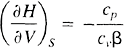 (∂H/∂V)_S = − c_p / (c_v β)